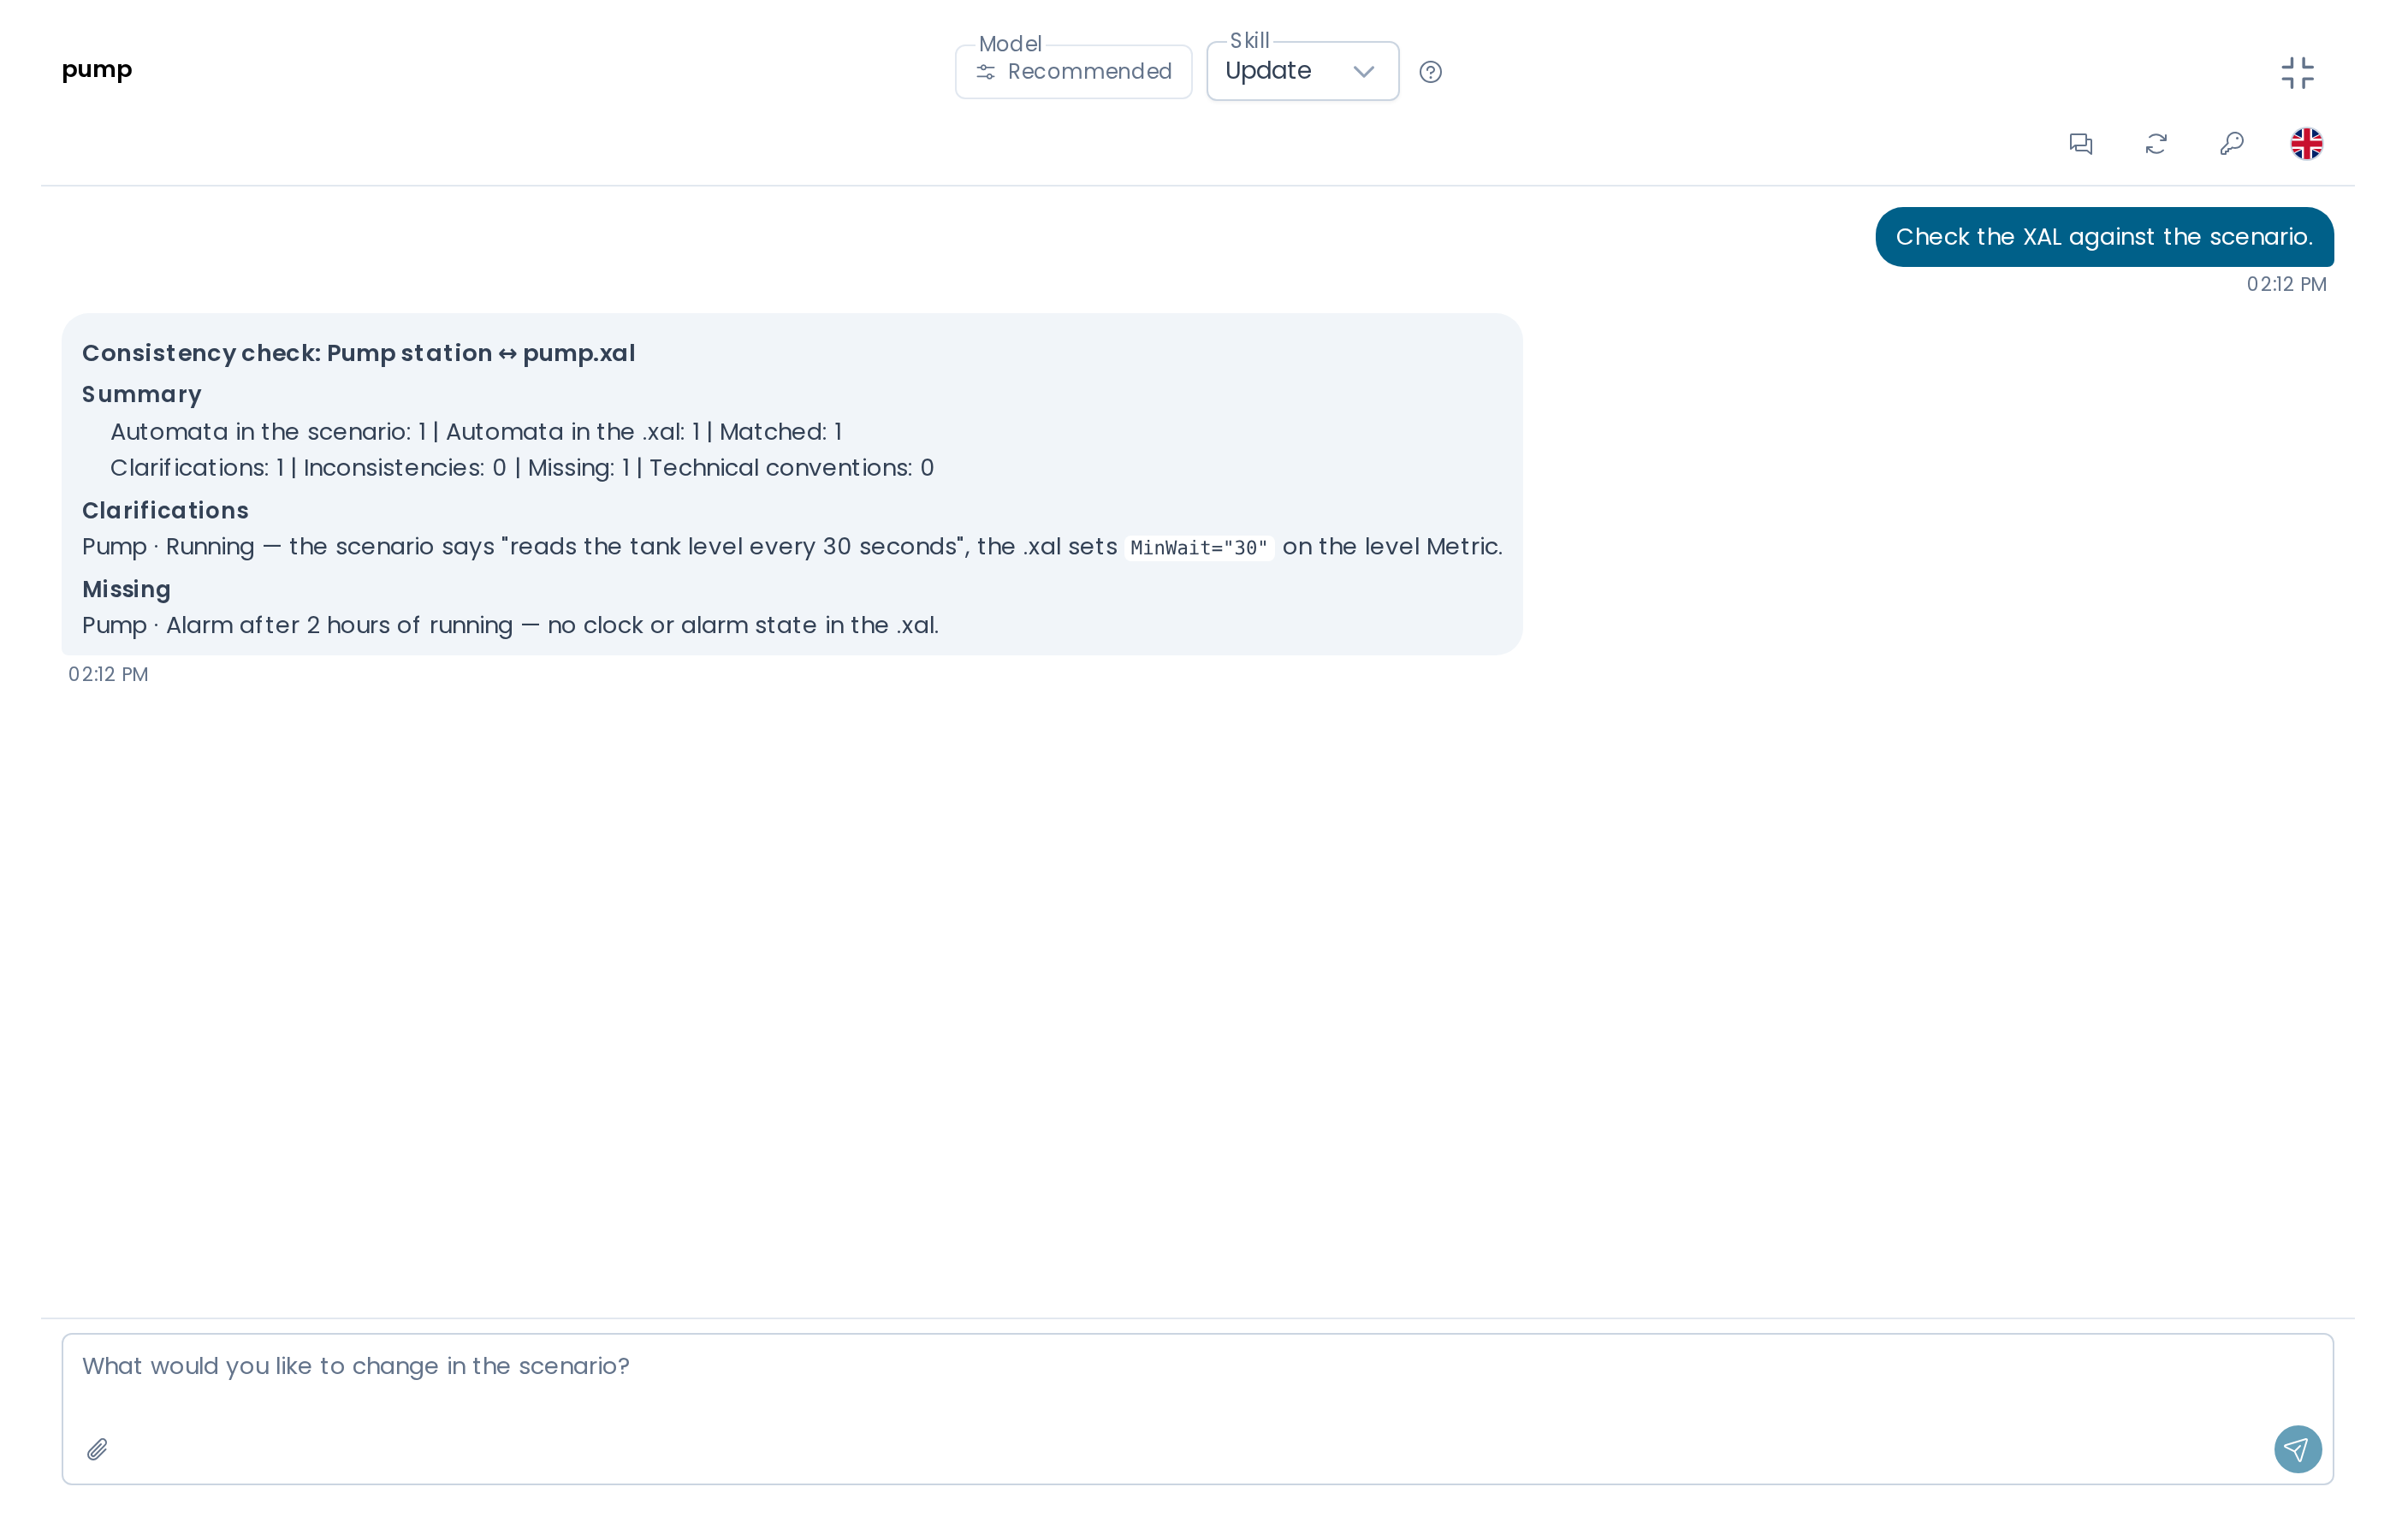 pump
Model
Recommended
Skill
Update
Check the XAL against the scenario.
02:12 PM
Consistency check: Pump station ↔ pump.xal
Summary
Automata in the scenario: 1 | Automata in the .xal: 1 | Matched: 1
Clarifications: 1 | Inconsistencies: 0 | Missing: 1 | Technical conventions: 0
Clarifications
Pump · Running — the scenario says "reads the tank level every 30 seconds", the .xal sets MinWait="30" on the level Metric.
Missing
Pump · Alarm after 2 hours of running — no clock or alarm state in the .xal.
02:12 PM
What would you like to change in the scenario?